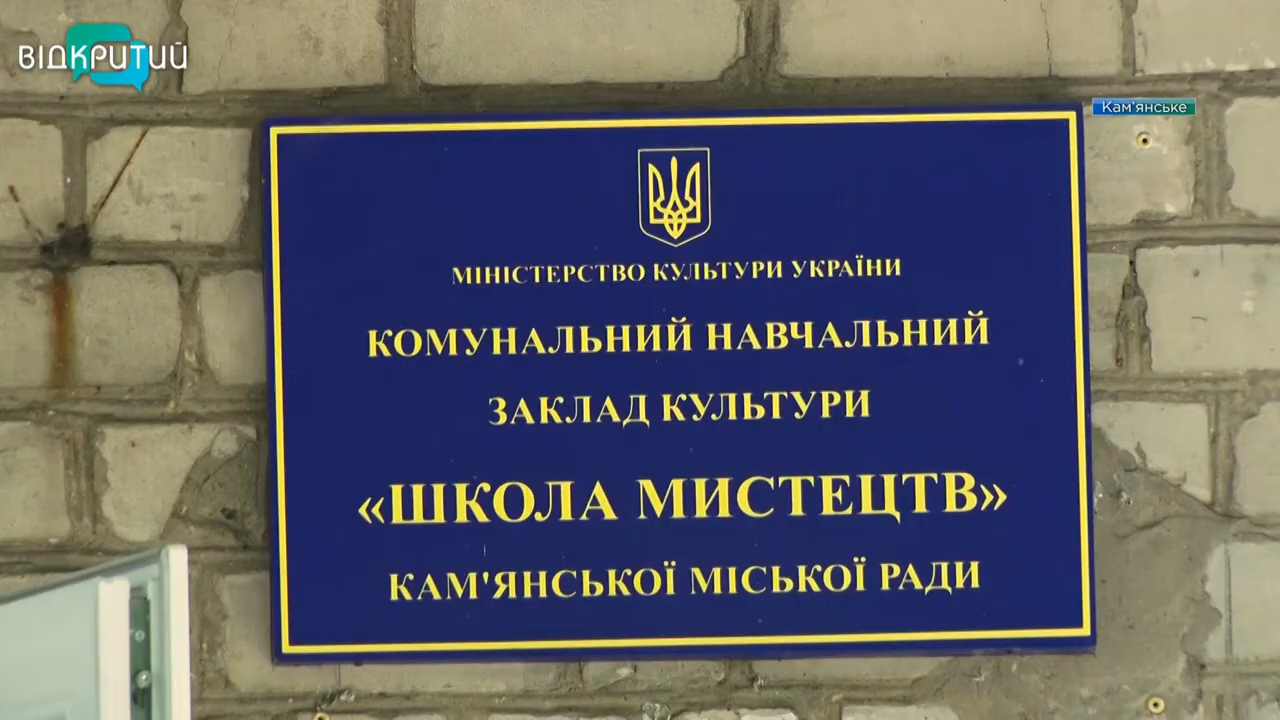 ВІДКРИТИЙ
Кам'янське
МІНІСТЕРСТВО КУЛЬТУРИ УКРАЇНИ
КОМУНАЛЬНИЙ НАВЧАЛЬНИЙ
ЗАКЛАД КУЛЬТУРИ
«ШКОЛА МИСТЕЦТВ»
КАМ'ЯНСЬКОЇ МІСЬКОЇ РАДИ